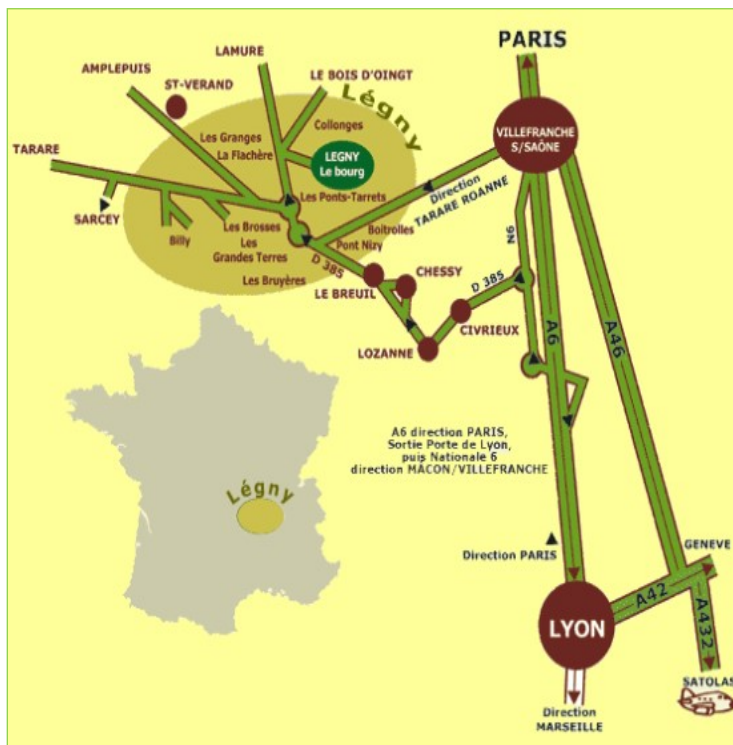 PARIS
LAMURE
AMPLEPUIS
ST-VERAND
LE BOIS D'OINGT
Légny
Collonges
Les Granges
La Flachère
VILLEFRANCHE
S/SAÔNE
LEGNY
Le bourg
TARARE
Les Ponts-Tarrets
Direction
TARARE ROANNE
SARCEY
Billy
Les Brosses
Les
Grandes Terres
Les Bruyères
Boitrolles
Pont Nizy
D 385
N6
LE BREUIL
CHESSY
D 385
CIVRIEUX
LOZANNE
A6
A46
A6 direction PARIS,
Sortie Porte de Lyon,
puis Nationale 6
direction MÂCON/VILLEFRANCHE
Légny
Direction PARIS
GENEVE
A42
A432
LYON
SATOLAS
Direction
MARSEILLE